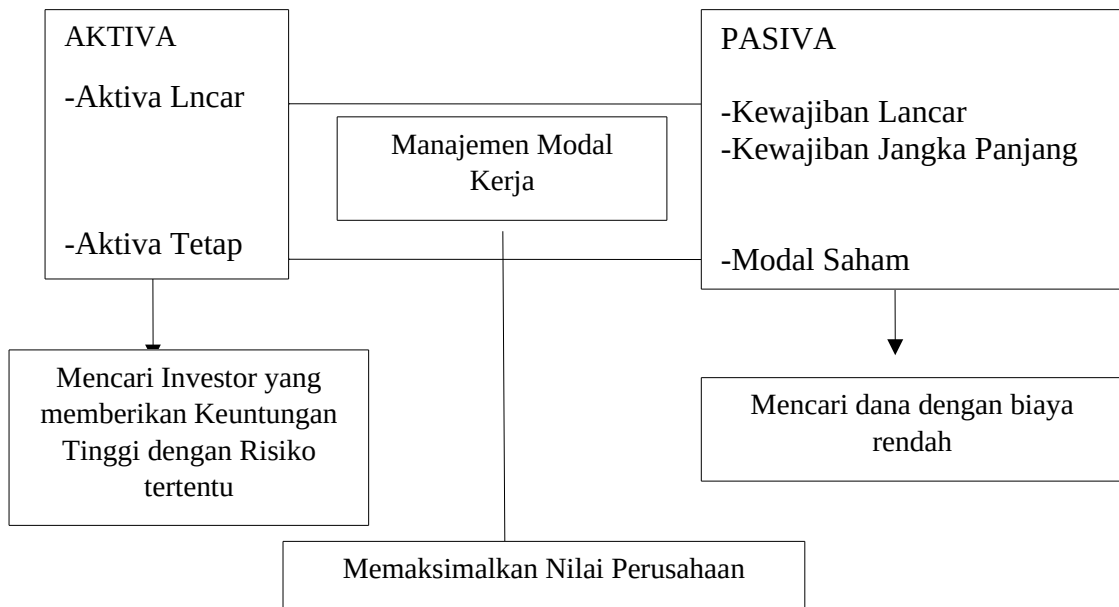 AKTIVA
-Aktiva Lncar
-Aktiva Tetap
PASIVA
-Kewajiban Lancar
-Kewajiban Jangka Panjang
-Modal Saham
Manajemen Modal
Kerja
Mencari Investor yang
memberikan Keuntungan
Tinggi dengan Risiko
tertentu
Mencari dana dengan biaya
rendah
Memaksimalkan Nilai Perusahaan